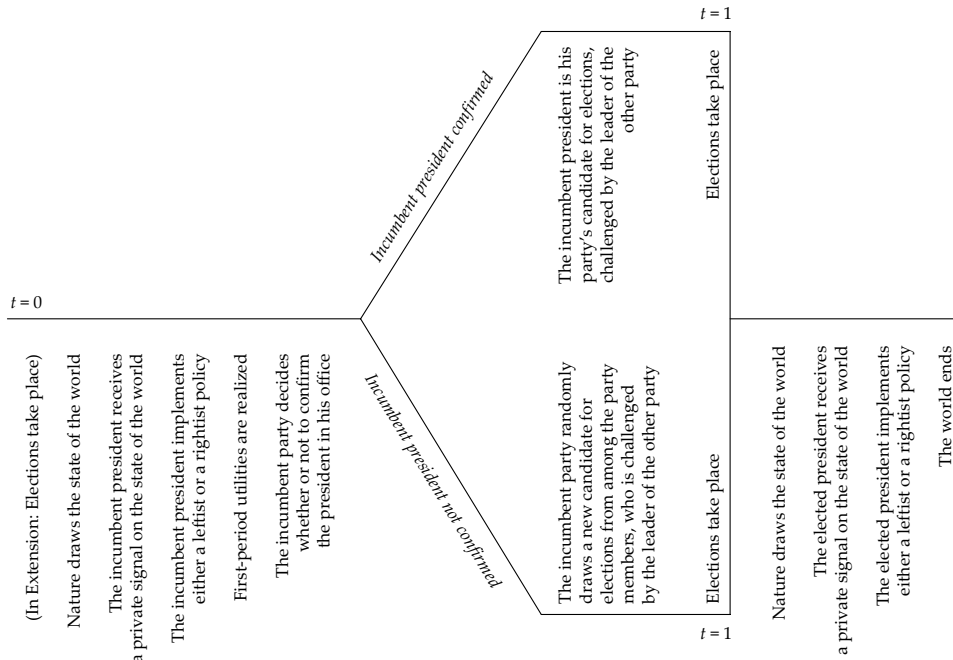 t = 0
(In Extension: Elections take place)
Nature draws the state of the world
The incumbent president receives
a private signal on the state of the world
The incumbent president implements
either a leftist or a rightist policy
First-period utilities are realized
The incumbent party decides
whether or not to confirm
the president in his office
Incumbent president confirmed
Incumbent president not confirmed
t = 1
The incumbent president is his
party's candidate for elections,
challenged by the leader of the
other party
Elections take place
The incumbent party randomly
draws a new candidate for
elections from among the party
members, who is challenged
by the leader of the other party
Elections take place
t = 1
Nature draws the state of the world
The elected president receives
a private signal on the state of the world
The elected president implements
either a leftist or a rightist policy
The world ends